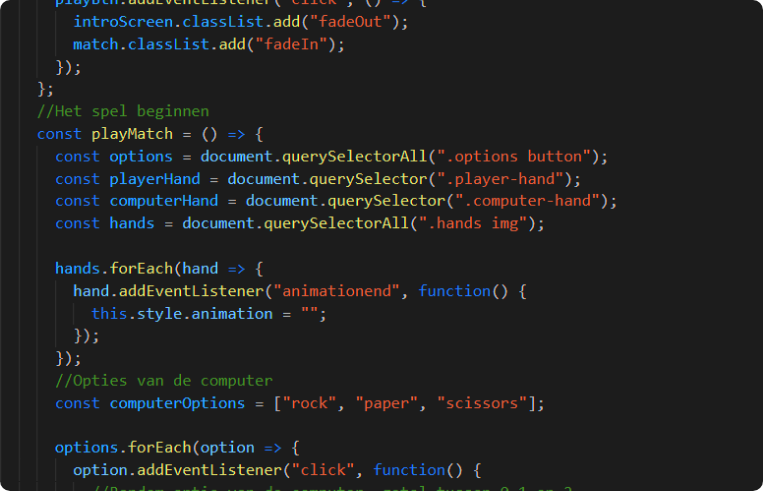 playBtn.addEventListener("click", () => {
introScreen.classList.add("fadeOut");
match.classList.add("fadeIn");
});
};
//Het spel beginnen
const playMatch = () => {
const options = document.querySelectorAll(".options button");
const playerHand = document.querySelector(".player-hand");
const computerHand = document.querySelector(".computer-hand");
const hands = document.querySelectorAll(".hands img");
hands.forEach(hand => {
hand.addEventListener("animationend", function() {
this.style.animation = "";
});
});
//Opties van de computer
const computerOptions = ["rock", "paper", "scissors"];
options.forEach(option => {
option.addEventListener("click", function() {